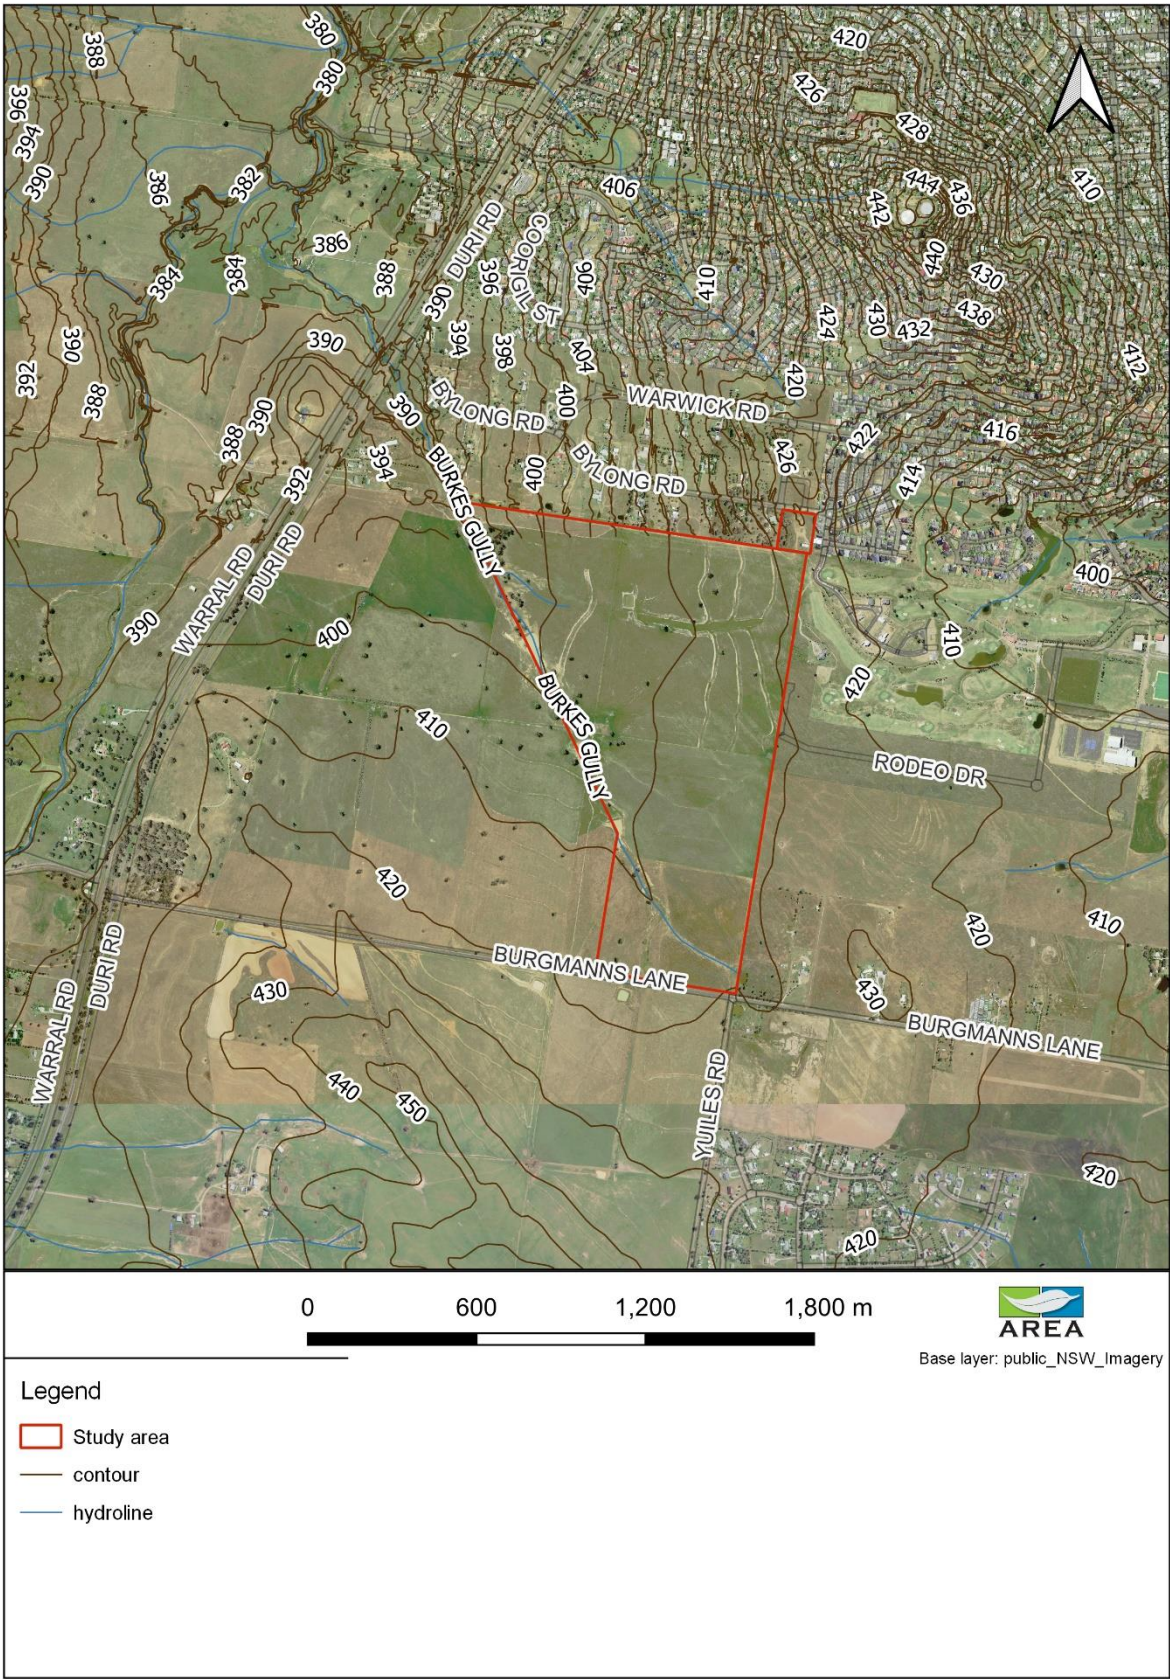 380
420
388
380
426
396
428
394
382
410
390
386
406
444
436
442
DURI RD
COORIGIL ST
386
440
384
384
388
396
406
410
430
390
438
424
430
432
390
394
398
404
412
390
392
388
400
420
WARWICK RD
390
BYLONG RD
390
388
422
416
426
394
BYLONG RD
400
414
392
BURKES GULLY
DURI RD
WARRAL RD
400
390
400
410
420
410
BURKES GULLY
RODEO DR
420
410
420
DURI RD
BURGMANNS LANE
430
430
BURGMANNS LANE
WARRAL RD
440
450
YUILES RD
420
420
0 600 1,200 1,800 m
AREA
Base layer: public_NSW_Imagery
Legend
Study area
contour
hydroline